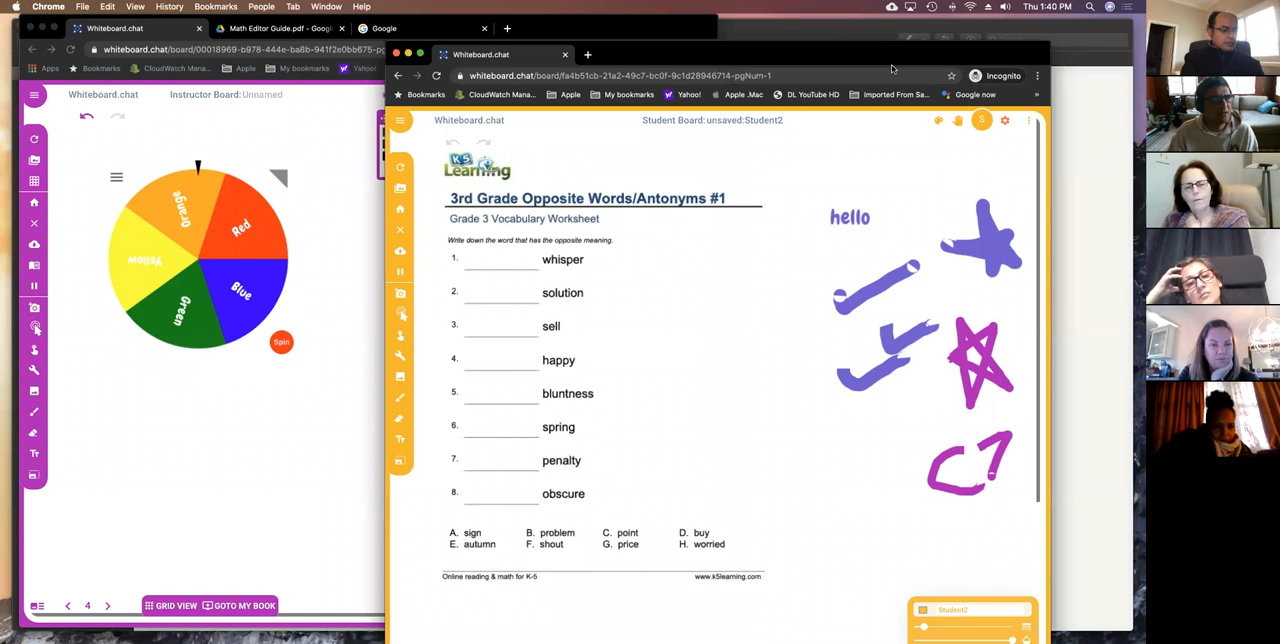 Chrome File Edit View History Bookmarks People Tab Window Help
Thu 1:40 PM
Whiteboard.chat
Math Editor Guide.pdf - Googl
Google
whiteboard.chat/board/00018969-b978-444e-ba8b-941f2e0bb675-pg
Apps Bookmarks CloudWatch Mana... Apple My bookmarks Yahoo!
Whiteboard.chat Instructor Board: Unnamed
Orange
Red
Yellow
Blue
Green
Spin
4
GRID VIEW GOTO MY BOOK
Whiteboard.chat
whiteboard.chat/board/fa4b51cb-21a2-49c7-bc0f-9c1d28946714-pgNum-1
Incognito
Bookmarks CloudWatch Mana... Apple My bookmarks Yahoo! Apple .Mac DL YouTube HD Imported From Sa... Google now
Whiteboard.chat Student Board: unsaved:Student2
S
K5 Learning
3rd Grade Opposite Words/Antonyms #1
Grade 3 Vocabulary Worksheet
Write down the word that has the opposite meaning.
1. whisper
2. solution
3. sell
4. happy
5. bluntness
6. spring
7. penalty
8. obscure
A. sign B. problem C. point D. buy
E. autumn F. shout G. price H. worried
Online reading & math for K-5 www.k5learning.com
hello
Tт
Tт
Student2